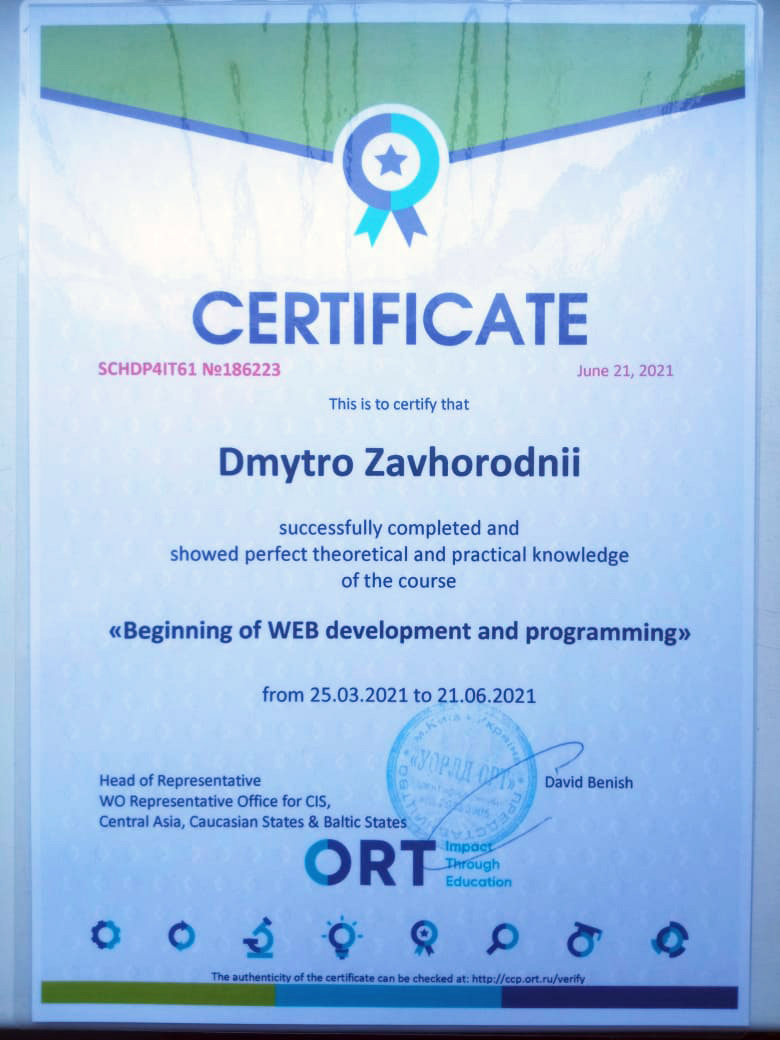 CERTIFICATE
SCHDP4IT61 №186223
June 21, 2021
This is to certify that
Dmytro Zavhorodnii
successfully completed and
showed perfect theoretical and practical knowledge
of the course
«Beginning of WEB development and programming»
from 25.03.2021 to 21.06.2021
м.Київ • Україна
"УОРЛД ОРТ"
ПРЕДСТАВНИЦТВО
Head of Representative
WO Representative Office for CIS,
Central Asia, Caucasian States & Baltic States
David Benish
ORT
Impact
Through
Education
The authenticity of the certificate can be checked at: http://ccp.ort.ru/verify